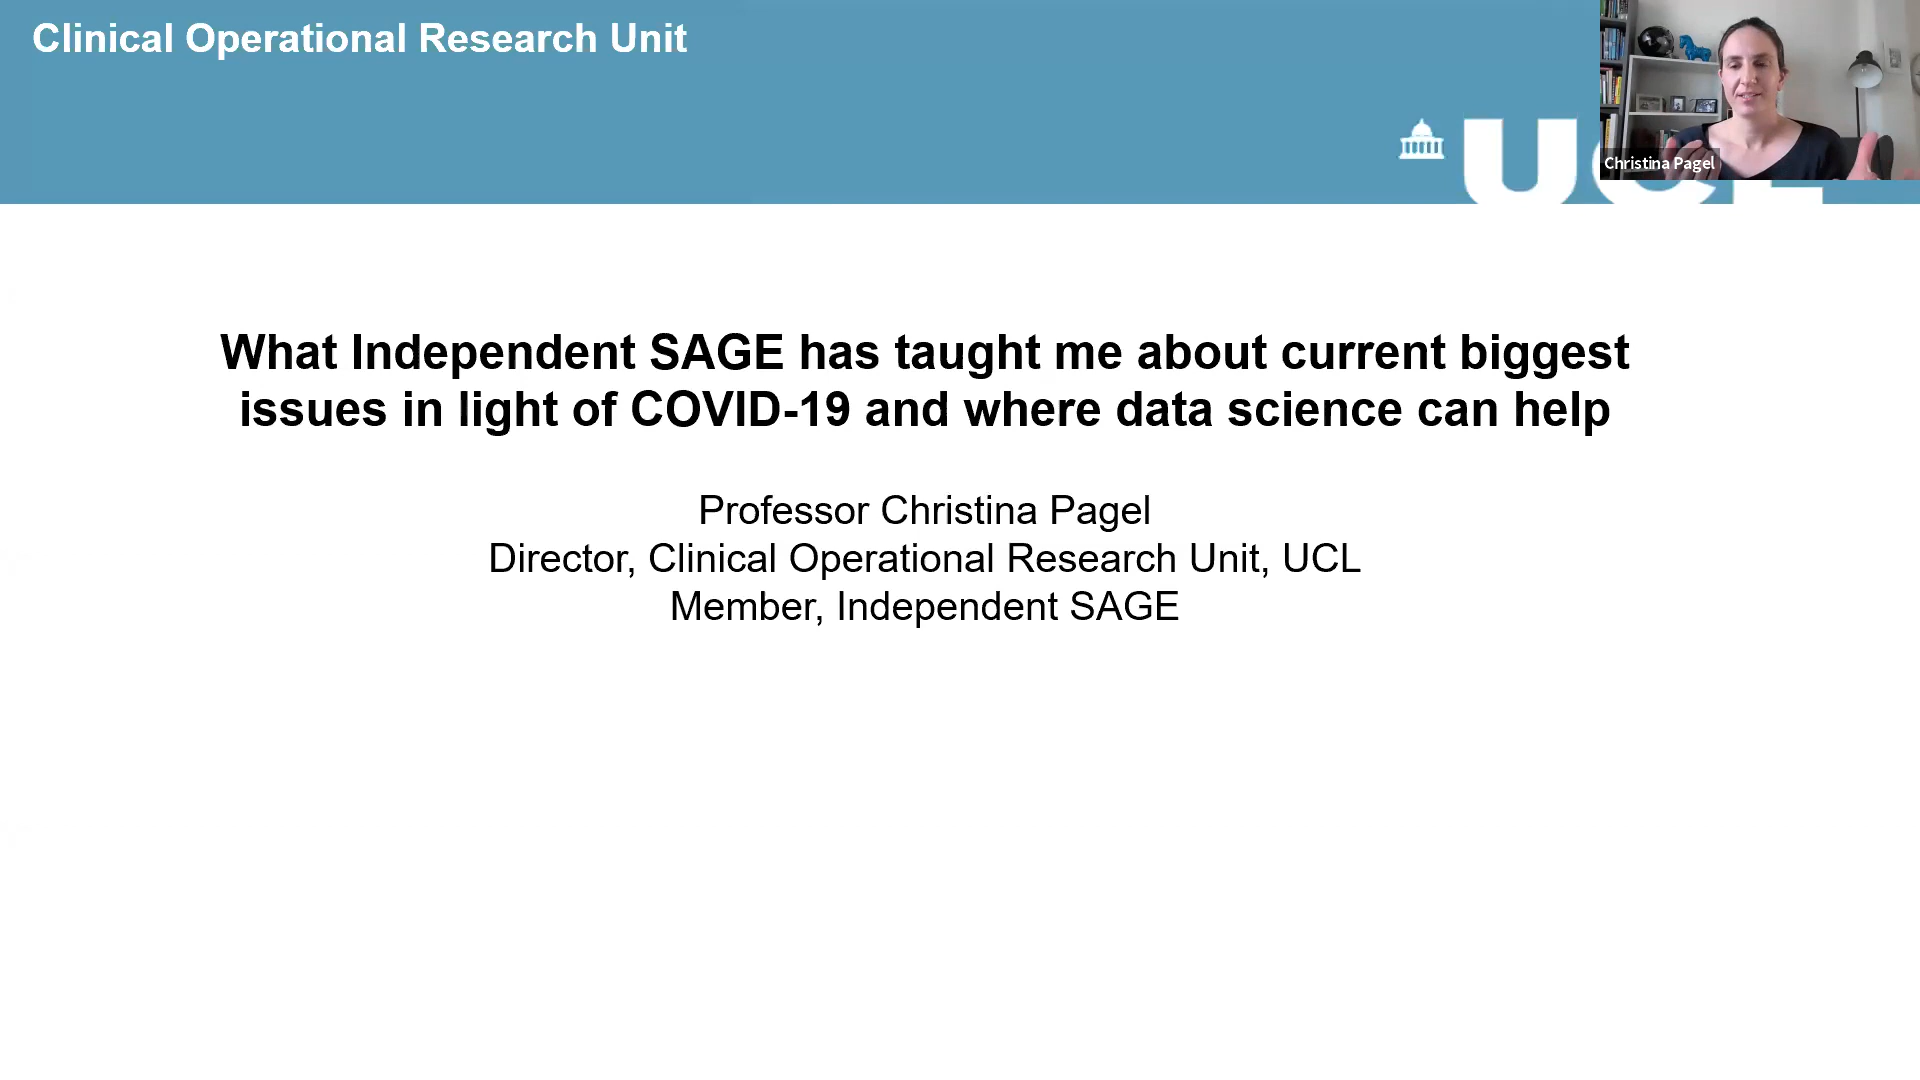 Clinical Operational Research Unit
UCL
Christina Pagel
What Independent SAGE has taught me about current biggest
issues in light of COVID-19 and where data science can help
Professor Christina Pagel
Director, Clinical Operational Research Unit, UCL
Member, Independent SAGE